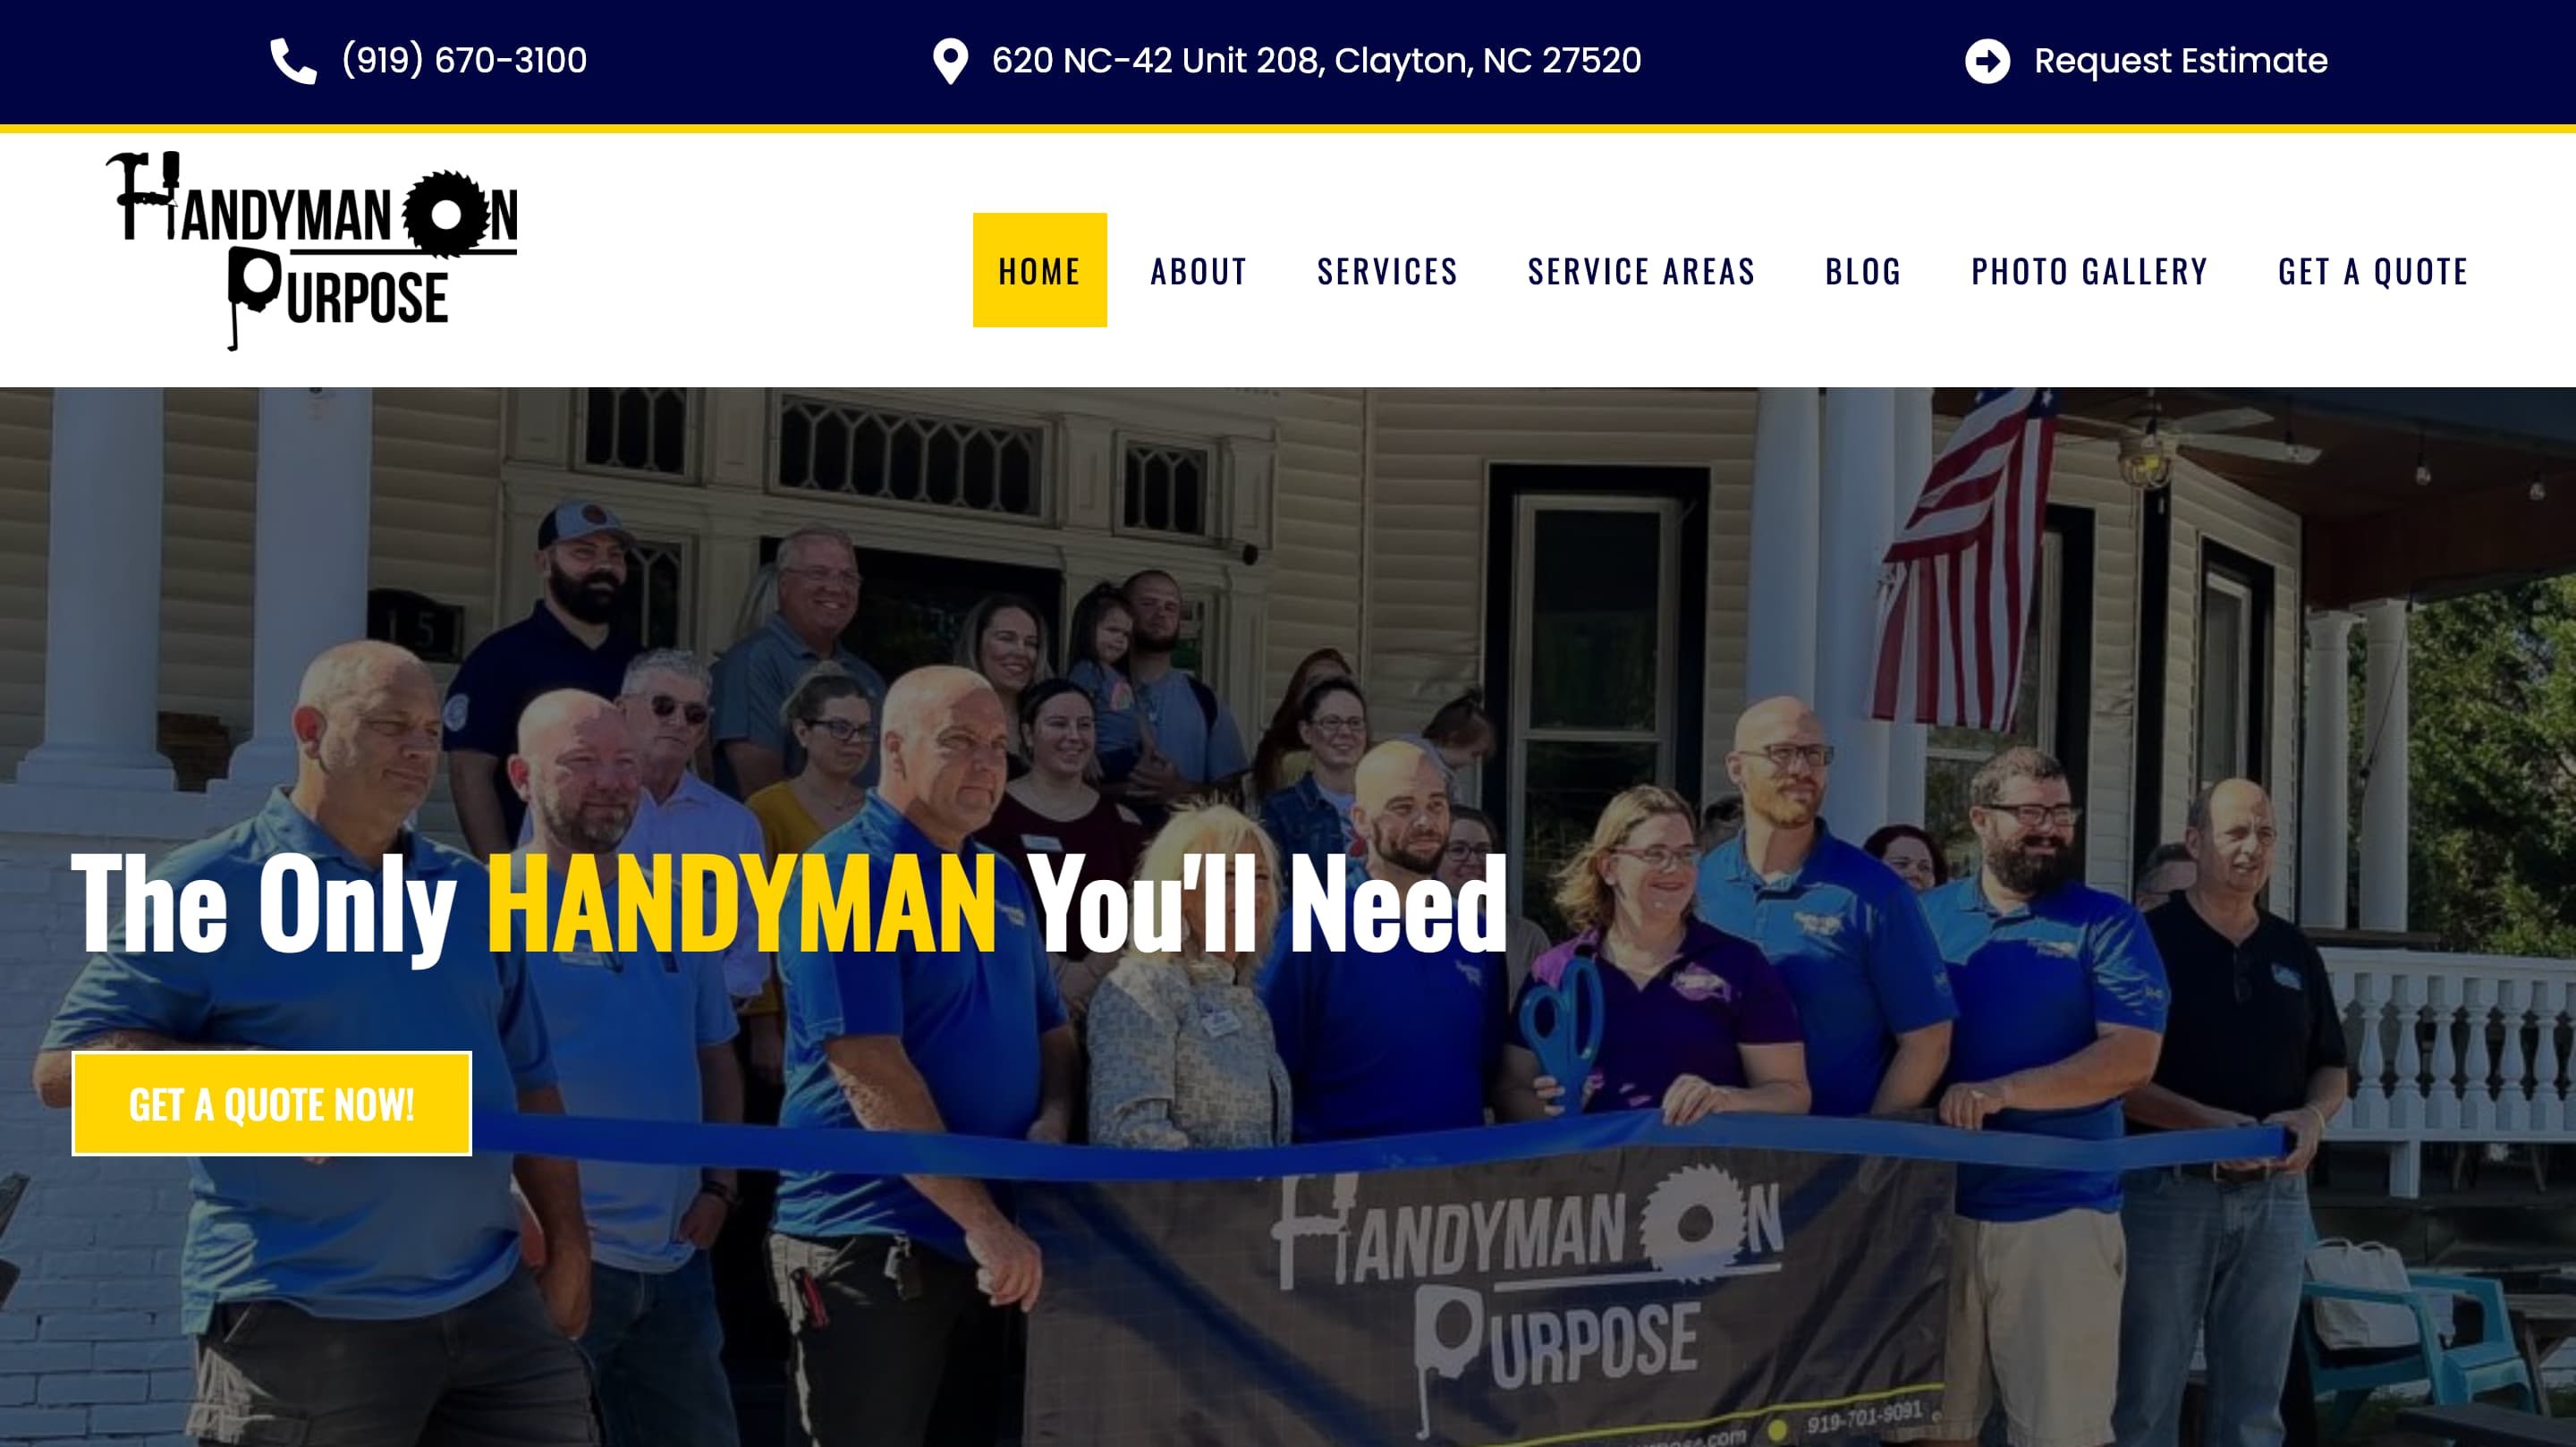 (919) 670-3100
620 NC-42 Unit 208, Clayton, NC 27520
Request Estimate
HANDYMAN ON
PURPOSE
HOME
ABOUT
SERVICES
SERVICE AREAS
BLOG
PHOTO GALLERY
GET A QUOTE
15
The Only HANDYMAN You'll Need
GET A QUOTE NOW!
HANDYMAN ON
PURPOSE
.com 919-701-9091